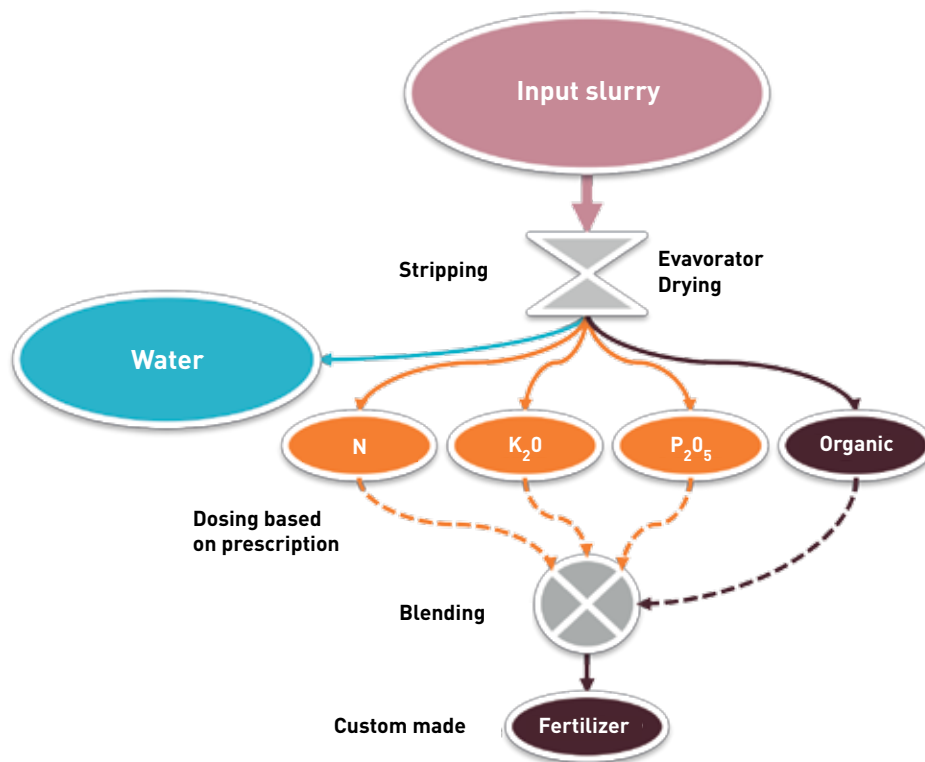 Input slurry
Stripping
Evavorator
Drying
Water
N
K₂0
P₂0₅
Organic
Dosing based
on prescription
Blending
Custom made
Fertilizer